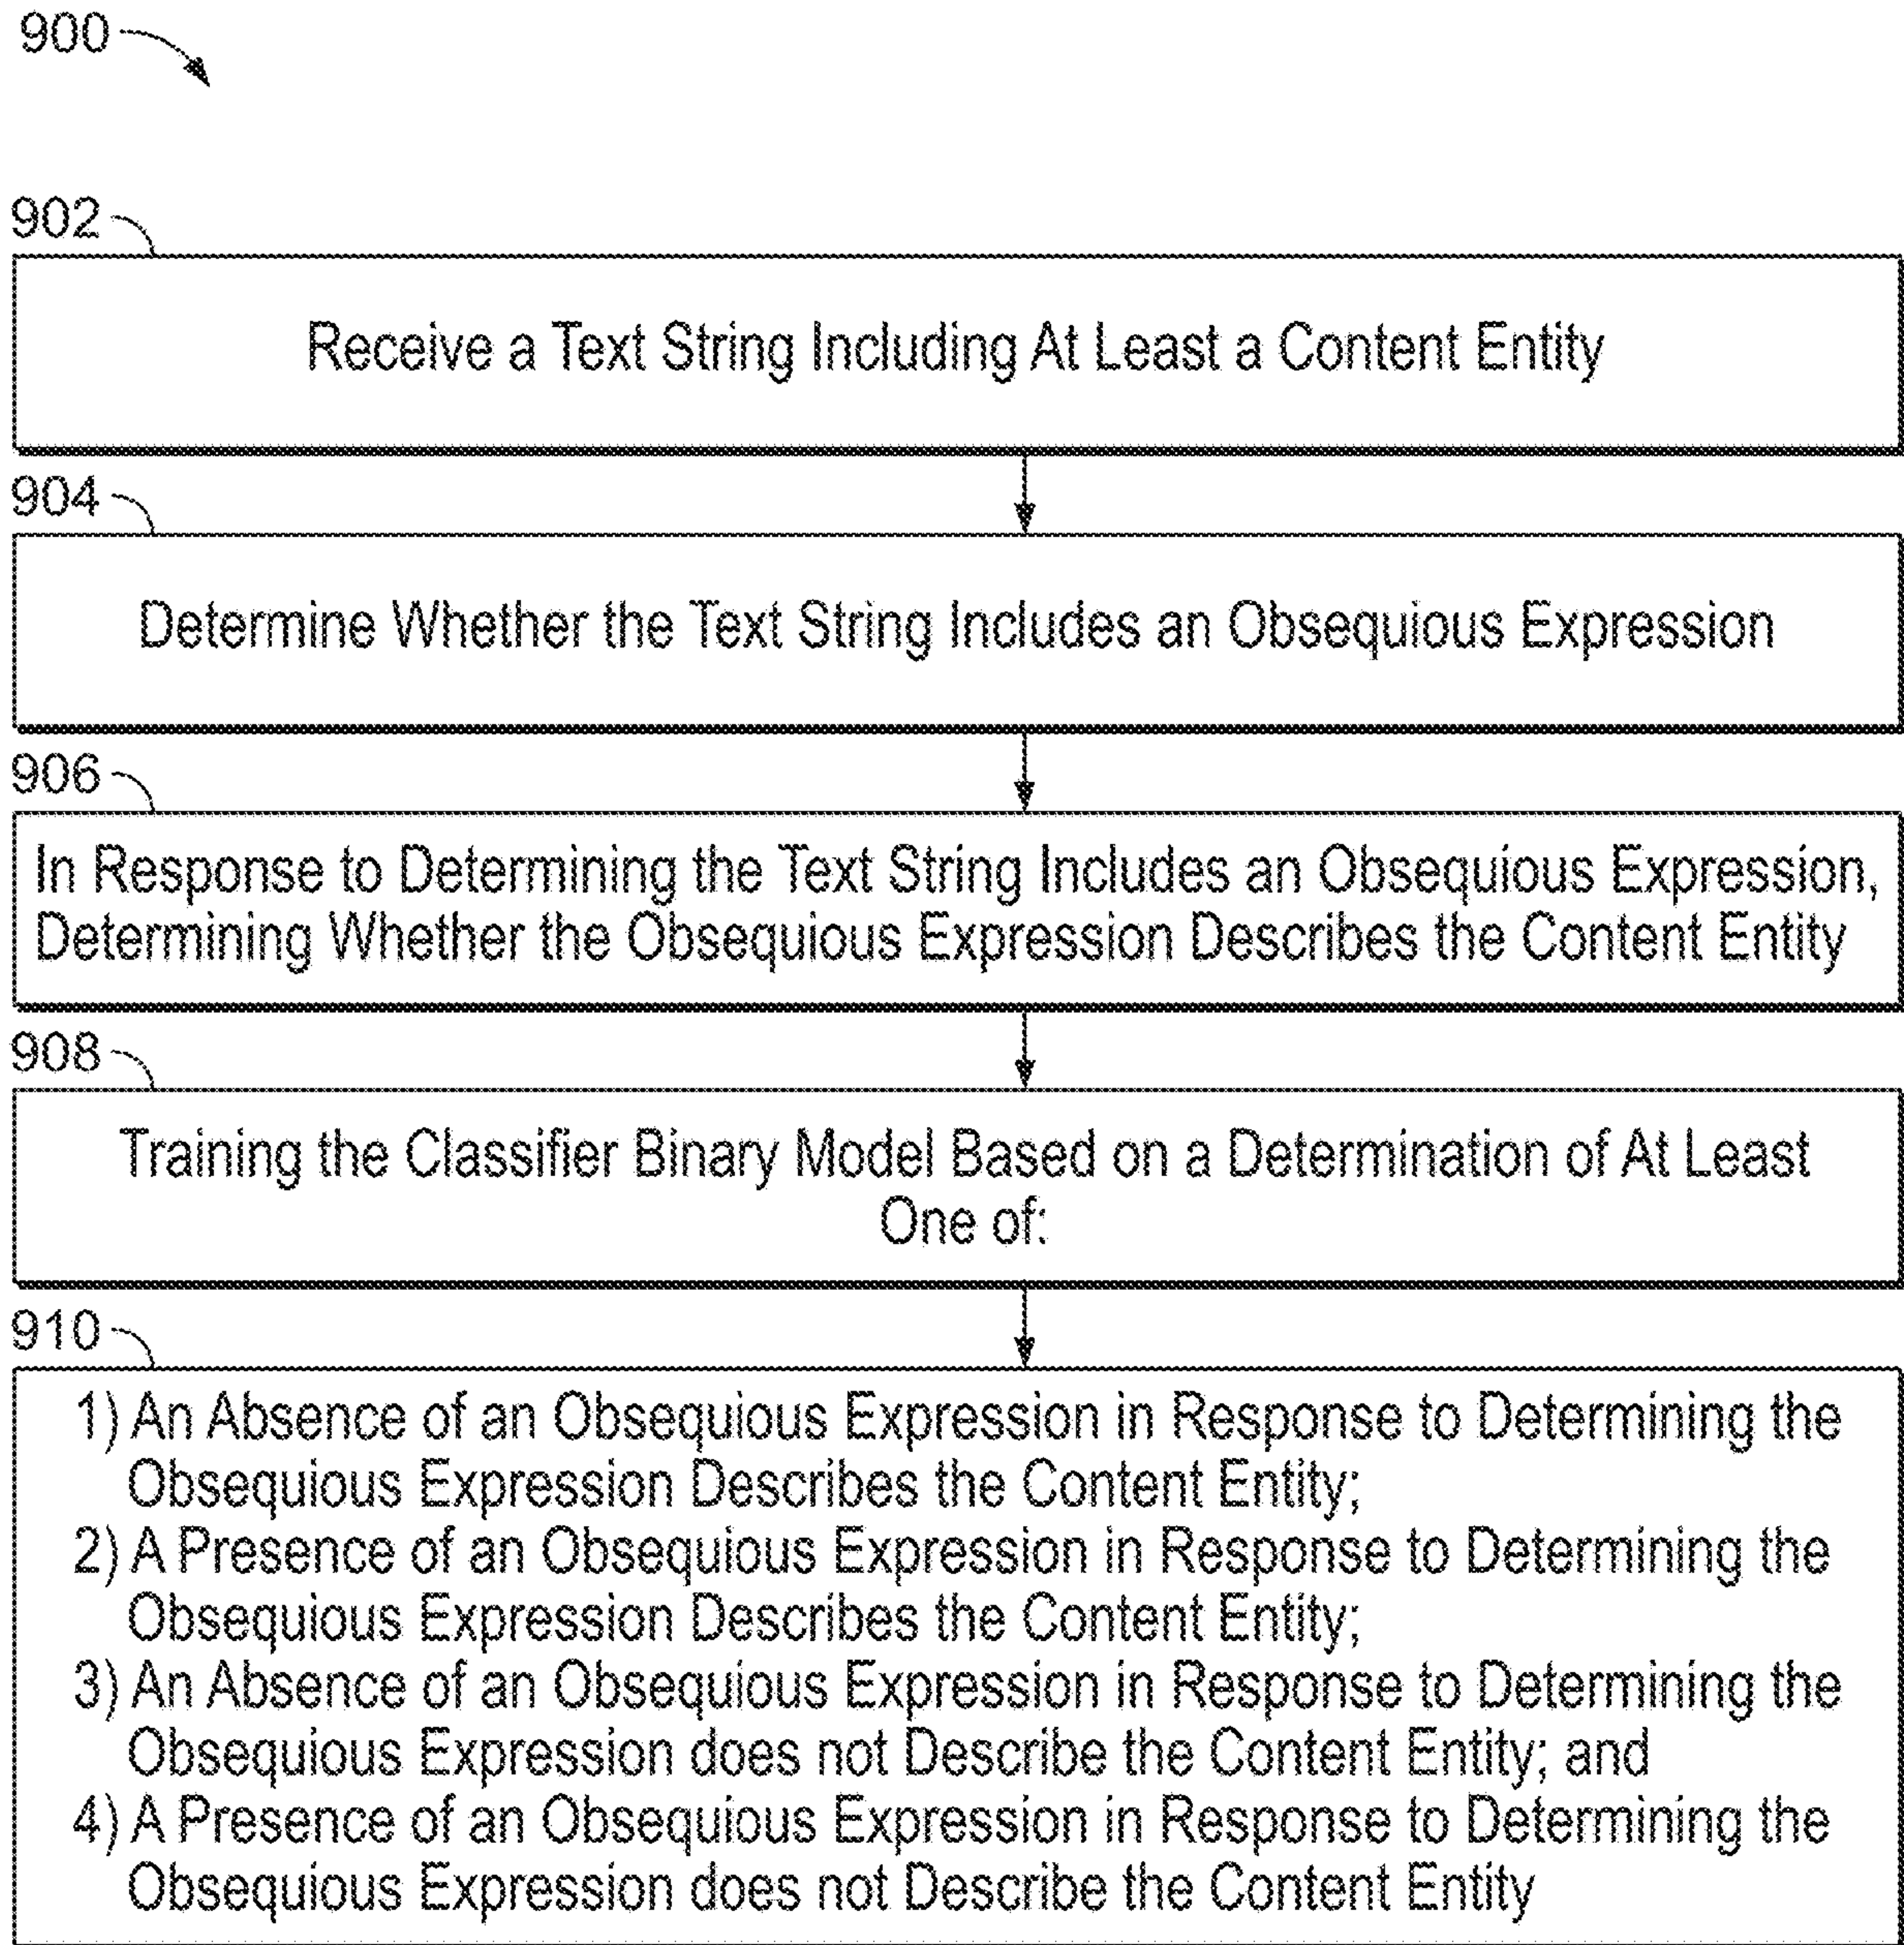 900
902
Receive a Text String Including At Least a Content Entity
904
Determine Whether the Text String Includes an Obsequious Expression
906
In Response to Determining the Text String Includes an Obsequious Expression,
Determining Whether the Obsequious Expression Describes the Content Entity
908
Training the Classifier Binary Model Based on a Determination of At Least
One of:
910
1) An Absence of an Obsequious Expression in Response to Determining the
Obsequious Expression Describes the Content Entity;
2) A Presence of an Obsequious Expression in Response to Determining the
Obsequious Expression Describes the Content Entity;
3) An Absence of an Obsequious Expression in Response to Determining the
Obsequious Expression does not Describe the Content Entity; and
4) A Presence of an Obsequious Expression in Response to Determining the
Obsequious Expression does not Describe the Content Entity